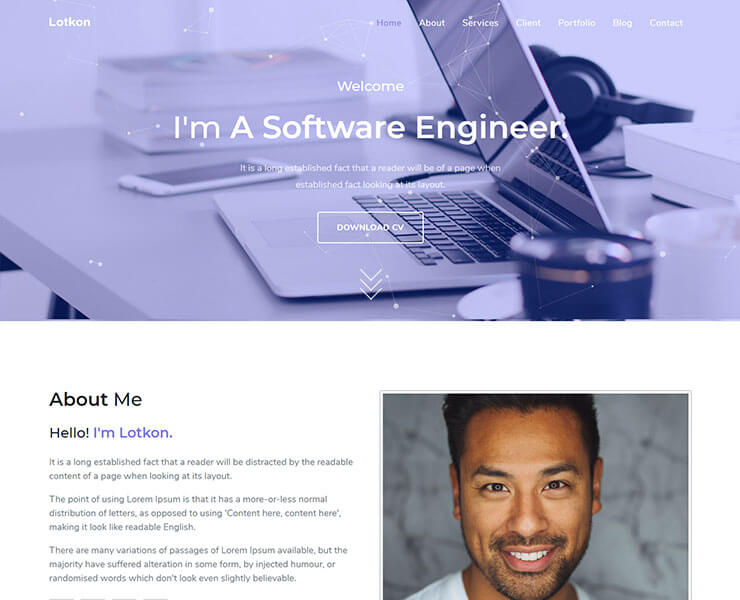 Lotkon
Home About Services Client Portfolio Blog Contact
Welcome
I'm A Software Engineer.
It is a long established fact that a reader will be of a page when
established fact looking at its layout.
DOWNLOAD CV
About Me
Hello! I'm Lotkon.
It is a long established fact that a reader will be distracted by the readable
content of a page when looking at its layout.
The point of using Lorem Ipsum is that it has a more-or-less normal
distribution of letters, as opposed to using 'Content here, content here',
making it look like readable English.
There are many variations of passages of Lorem Ipsum available, but the
majority have suffered alteration in some form, by injected humour, or
randomised words which don't look even slightly believable.